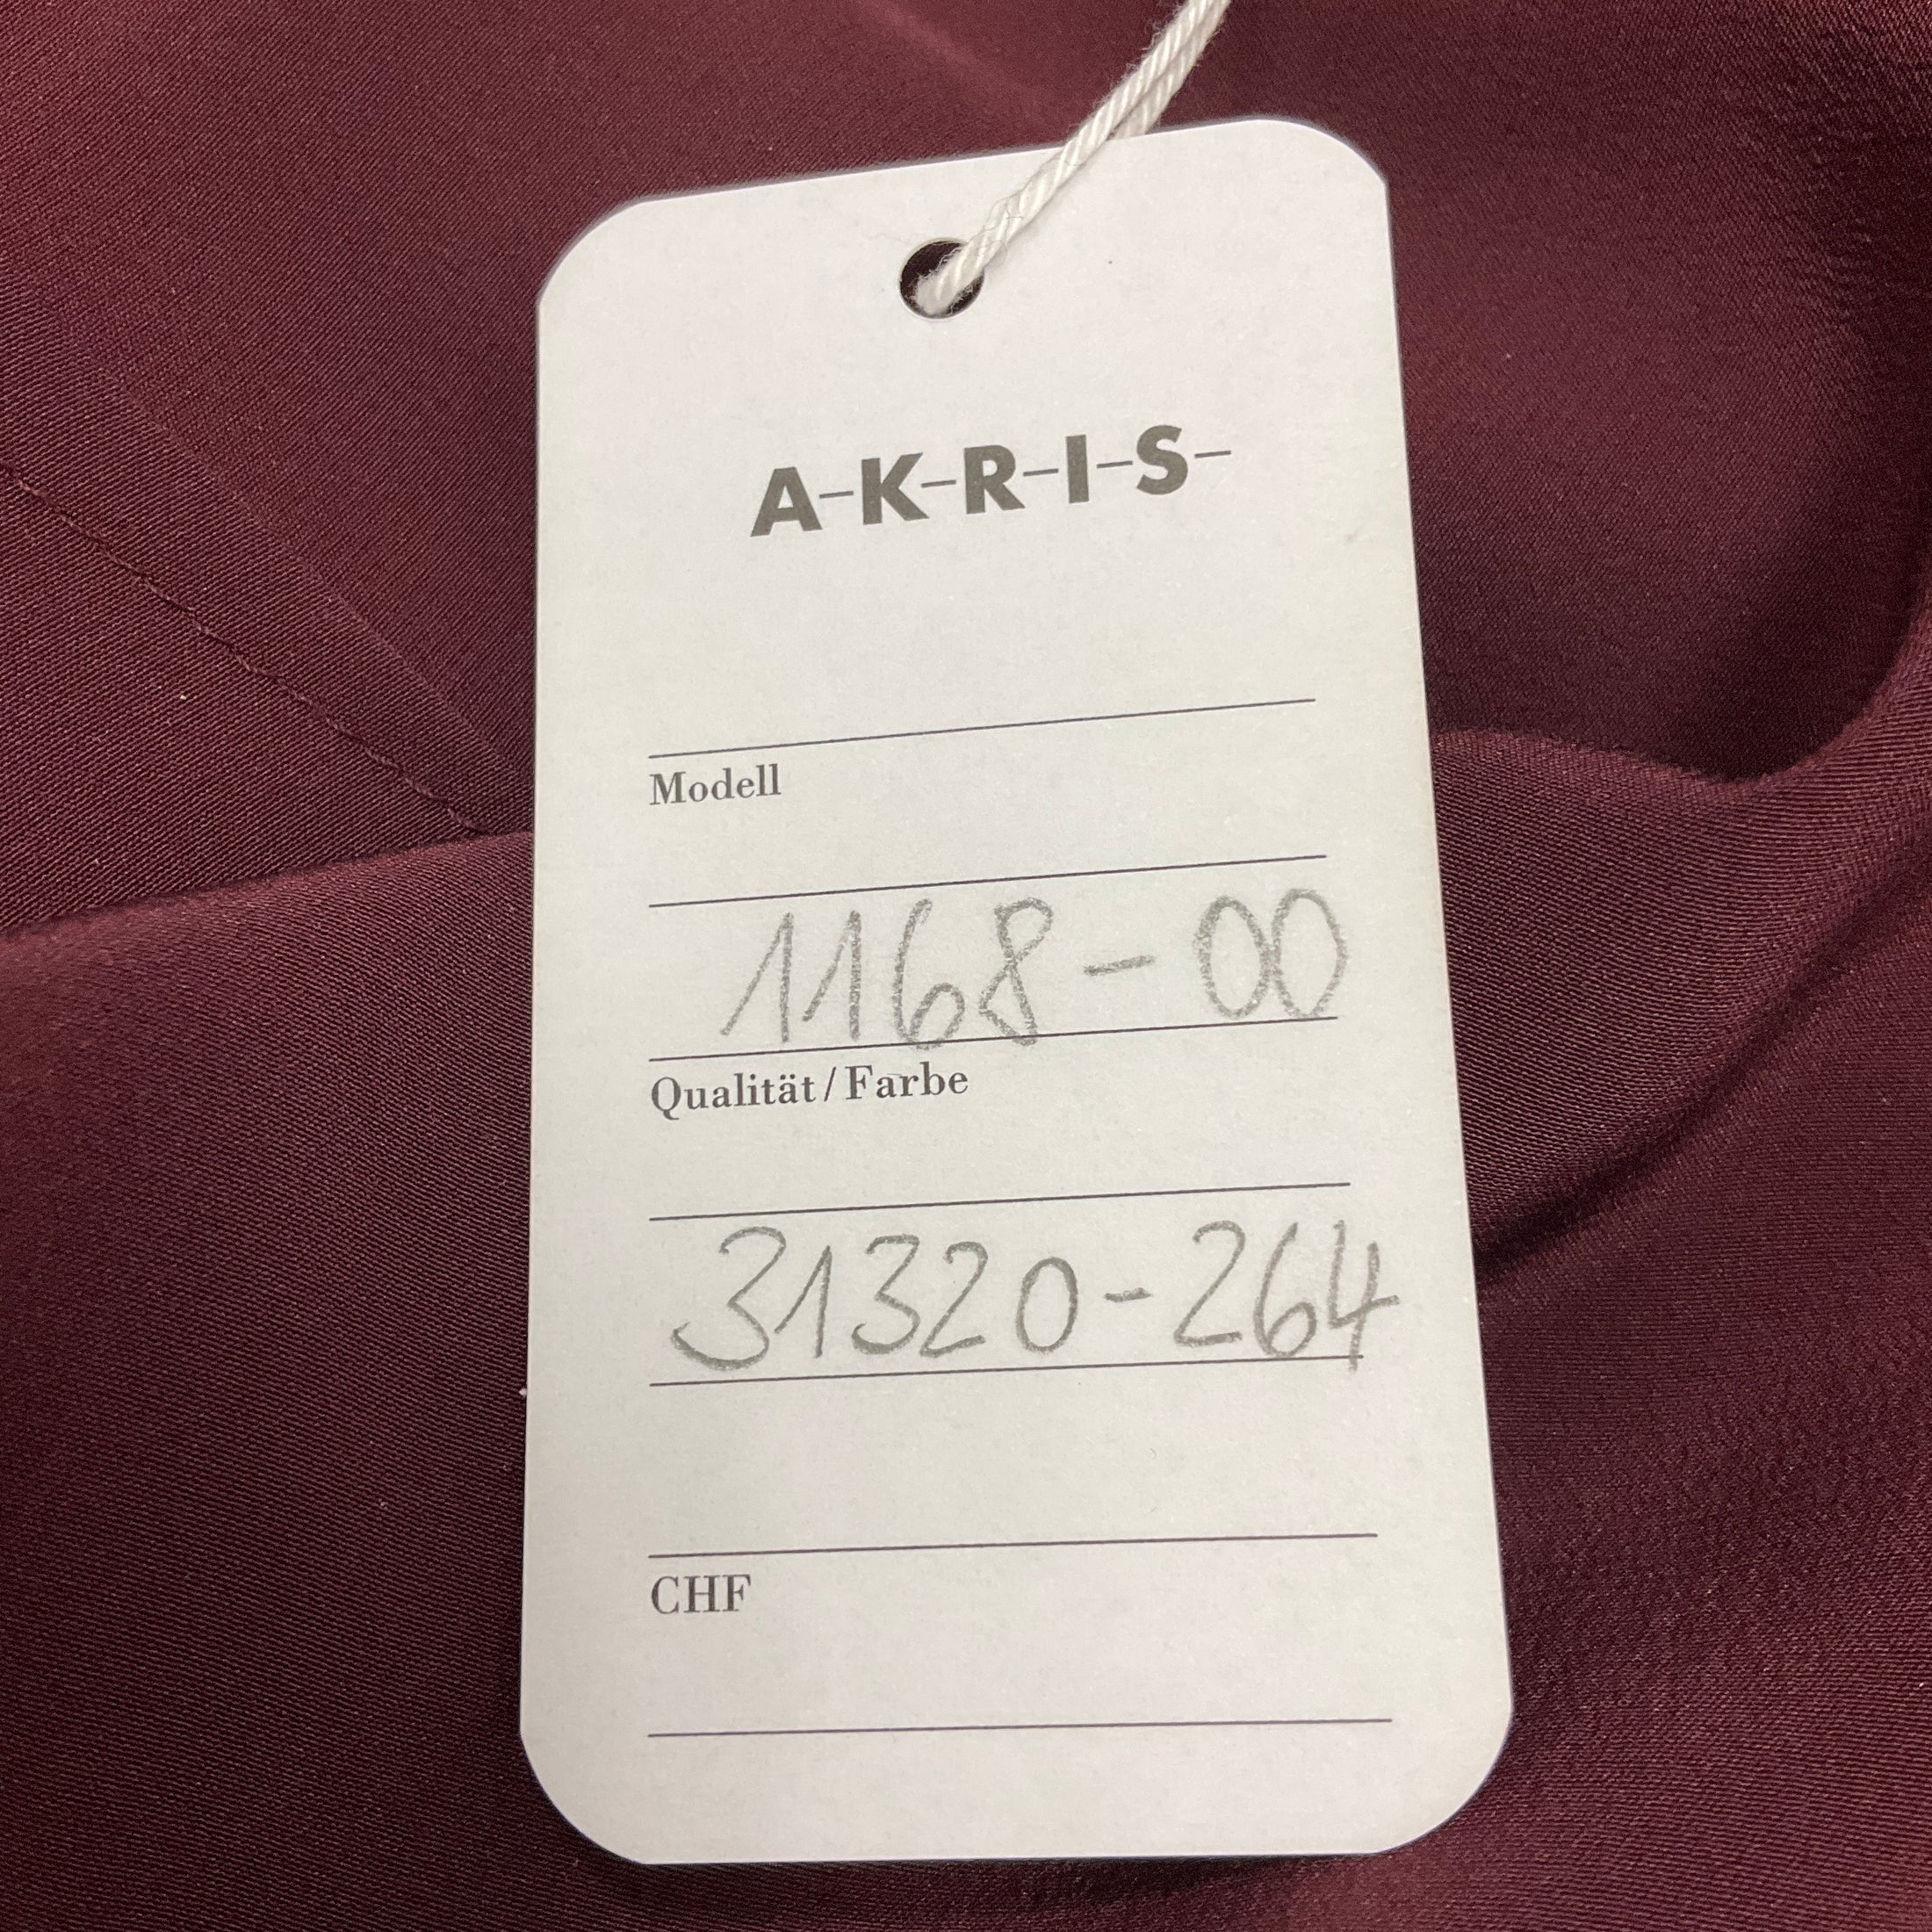 A-K-R-I-S-
Modell
1168-00
Qualität / Farbe
31320-264
CHF